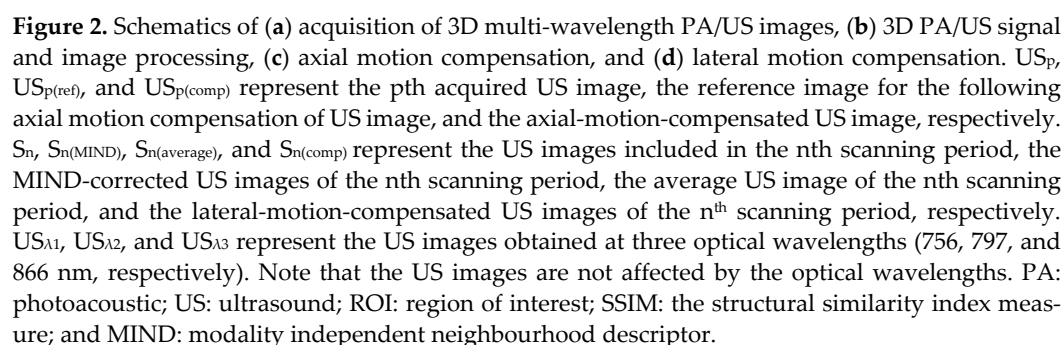 Figure 2. Schematics of (a) acquisition of 3D multi-wavelength PA/US images, (b) 3D PA/US signal
and image processing, (c) axial motion compensation, and (d) lateral motion compensation. USp,
USp(ref), and USp(comp) represent the pth acquired US image, the reference image for the following
axial motion compensation of US image, and the axial-motion-compensated US image, respectively.
Sn, Sn(MIND), Sn(average), and Sn(comp) represent the US images included in the nth scanning period, the
MIND-corrected US images of the nth scanning period, the average US image of the nth scanning
period, and the lateral-motion-compensated US images of the nth scanning period, respectively.
USλ1, USλ2, and USλ3 represent the US images obtained at three optical wavelengths (756, 797, and
866 nm, respectively). Note that the US images are not affected by the optical wavelengths. PA:
photoacoustic; US: ultrasound; ROI: region of interest; SSIM: the structural similarity index meas-
ure; and MIND: modality independent neighbourhood descriptor.